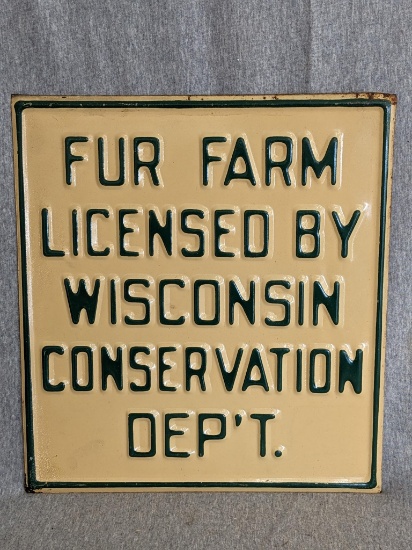 FUR FARM
LICENSED BY
WISCONSIN
CONSERVATION
DEP'T.